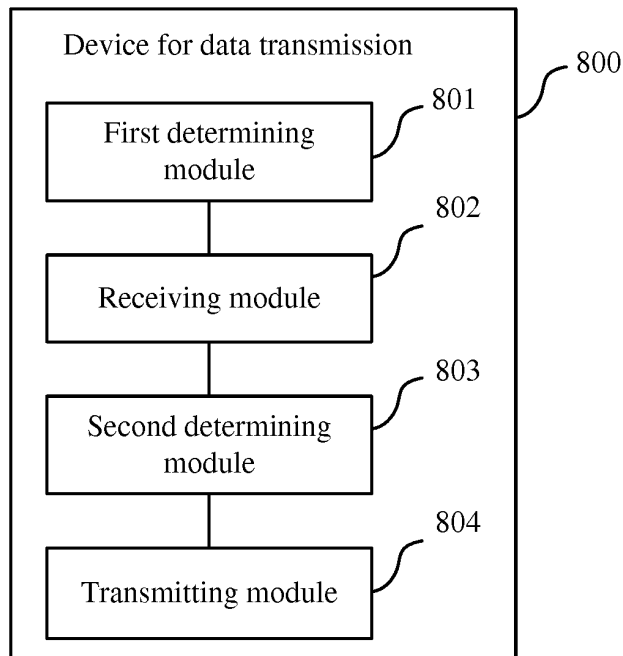 Device for data transmission
800
801
First determining
module
802
Receiving module
803
Second determining
module
804
Transmitting module